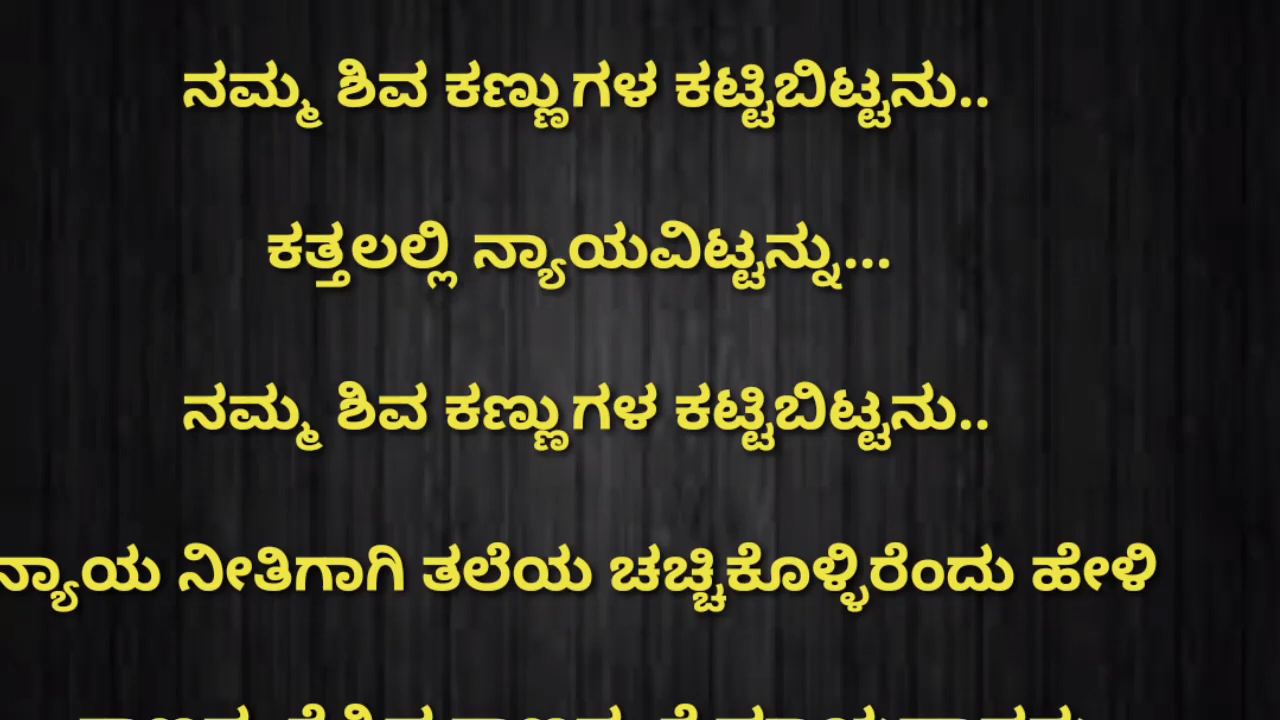 ನಮ್ಮ ಶಿವ ಕಣ್ಣುಗಳ ಕಟ್ಟಿಬಿಟ್ಟನು..
ಕತ್ತಲಲ್ಲಿ ನ್ಯಾಯವಿಟ್ಟನ್ನು...
ನಮ್ಮ ಶಿವ ಕಣ್ಣುಗಳ ಕಟ್ಟಿಬಿಟ್ಟನು..
ನ್ಯಾಯ ನೀತಿಗಾಗಿ ತಲೆಯ ಚಚ್ಚಿಕೊಳ್ಳಿರೆಂದು ಹೇಳಿ